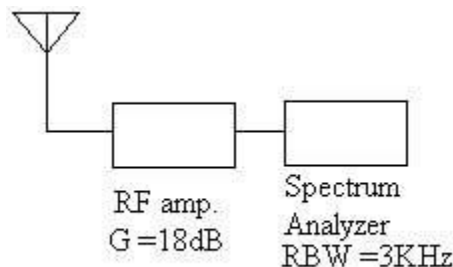 RF amp.
G =18dB
Spectrum
Analyzer
RBW =3KHz